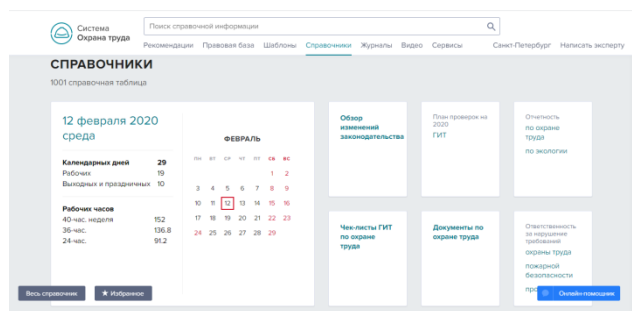 Система
Охрана труда
Поиск справочной информации
Рекомендации Правовая база Шаблоны Справочники Журналы Видео Сервисы Санкт-Петербург Написать эксперту
СПРАВОЧНИКИ
1001 справочная таблица
12 февраля 2020
среда
Календарных дней 29
Рабочих 19
Выходных и праздничных 10
Рабочих часов
40-час. неделя 152
36-час. 136.8
24-час. 91.2
ФЕВРАЛЬ
ПН ВТ СР ЧТ ПТ СБ ВС
1 2
3 4 5 6 7 8 9
10 11 12 13 14 15 16
17 18 19 20 21 22 23
24 25 26 27 28 29
Обзор
изменений
законодательства
План проверок на
2020
ГИТ
Отчетность
по охране
труда
по экологии
Чек-листы ГИТ
по охране
труда
Документы по
охране труда
Ответственность
за нарушение
требований
охраны труда
пожарной
безопасности
Весь справочник
★ Избранное
Онлайн-помощник